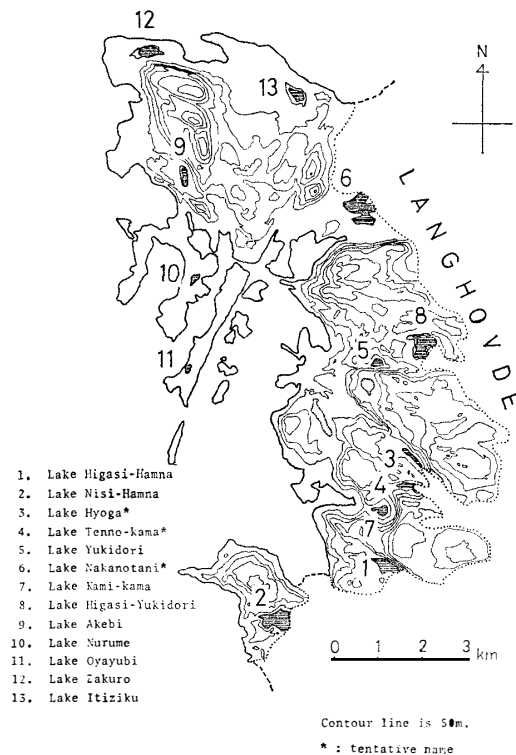 12
N
13
9
6
LANGHOVDE
10
8
5
11
3
4
7
1
2
1. Lake Higasi-Hamna
2. Lake Nisi-Hamna
3. Lake Hyoga*
4. Lake Tenno-kama*
5. Lake Yukidori
6. Lake Nakanotani*
7. Lake Kami-kama
8. Lake Higasi-Yukidori
9. Lake Akebi
10. Lake Nurume
11. Lake Oyayubi
12. Lake Zakuro
13. Lake Itiziku
0 1 2 3
km
Contour line is 50m.
* : tentative name